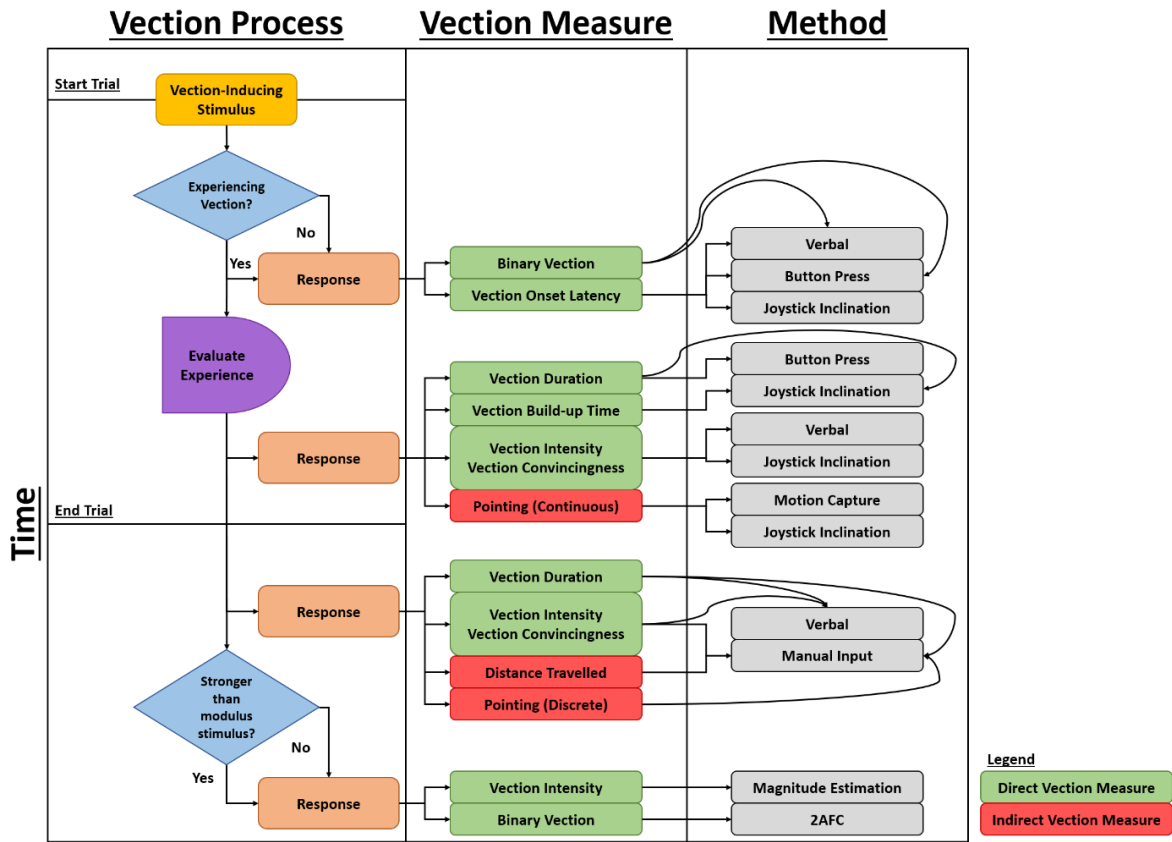 Vection Process
Vection Measure
Method
Time
Start Trial
Vection-Inducing
Stimulus
Experiencing
Vection?
No
Yes
Response
Binary Vection
Vection Onset Latency
Verbal
Button Press
Joystick Inclination
Evaluate
Experience
Response
Vection Duration
Vection Build-up Time
Vection Intensity
Vection Convincingness
Pointing (Continuous)
Button Press
Joystick Inclination
Verbal
Joystick Inclination
Motion Capture
Joystick Inclination
End Trial
Response
Vection Duration
Vection Intensity
Vection Convincingness
Distance Travelled
Pointing (Discrete)
Verbal
Manual Input
Stronger
than
modulus
stimulus?
No
Yes
Response
Vection Intensity
Binary Vection
Magnitude Estimation
2AFC
Legend
Direct Vection Measure
Indirect Vection Measure